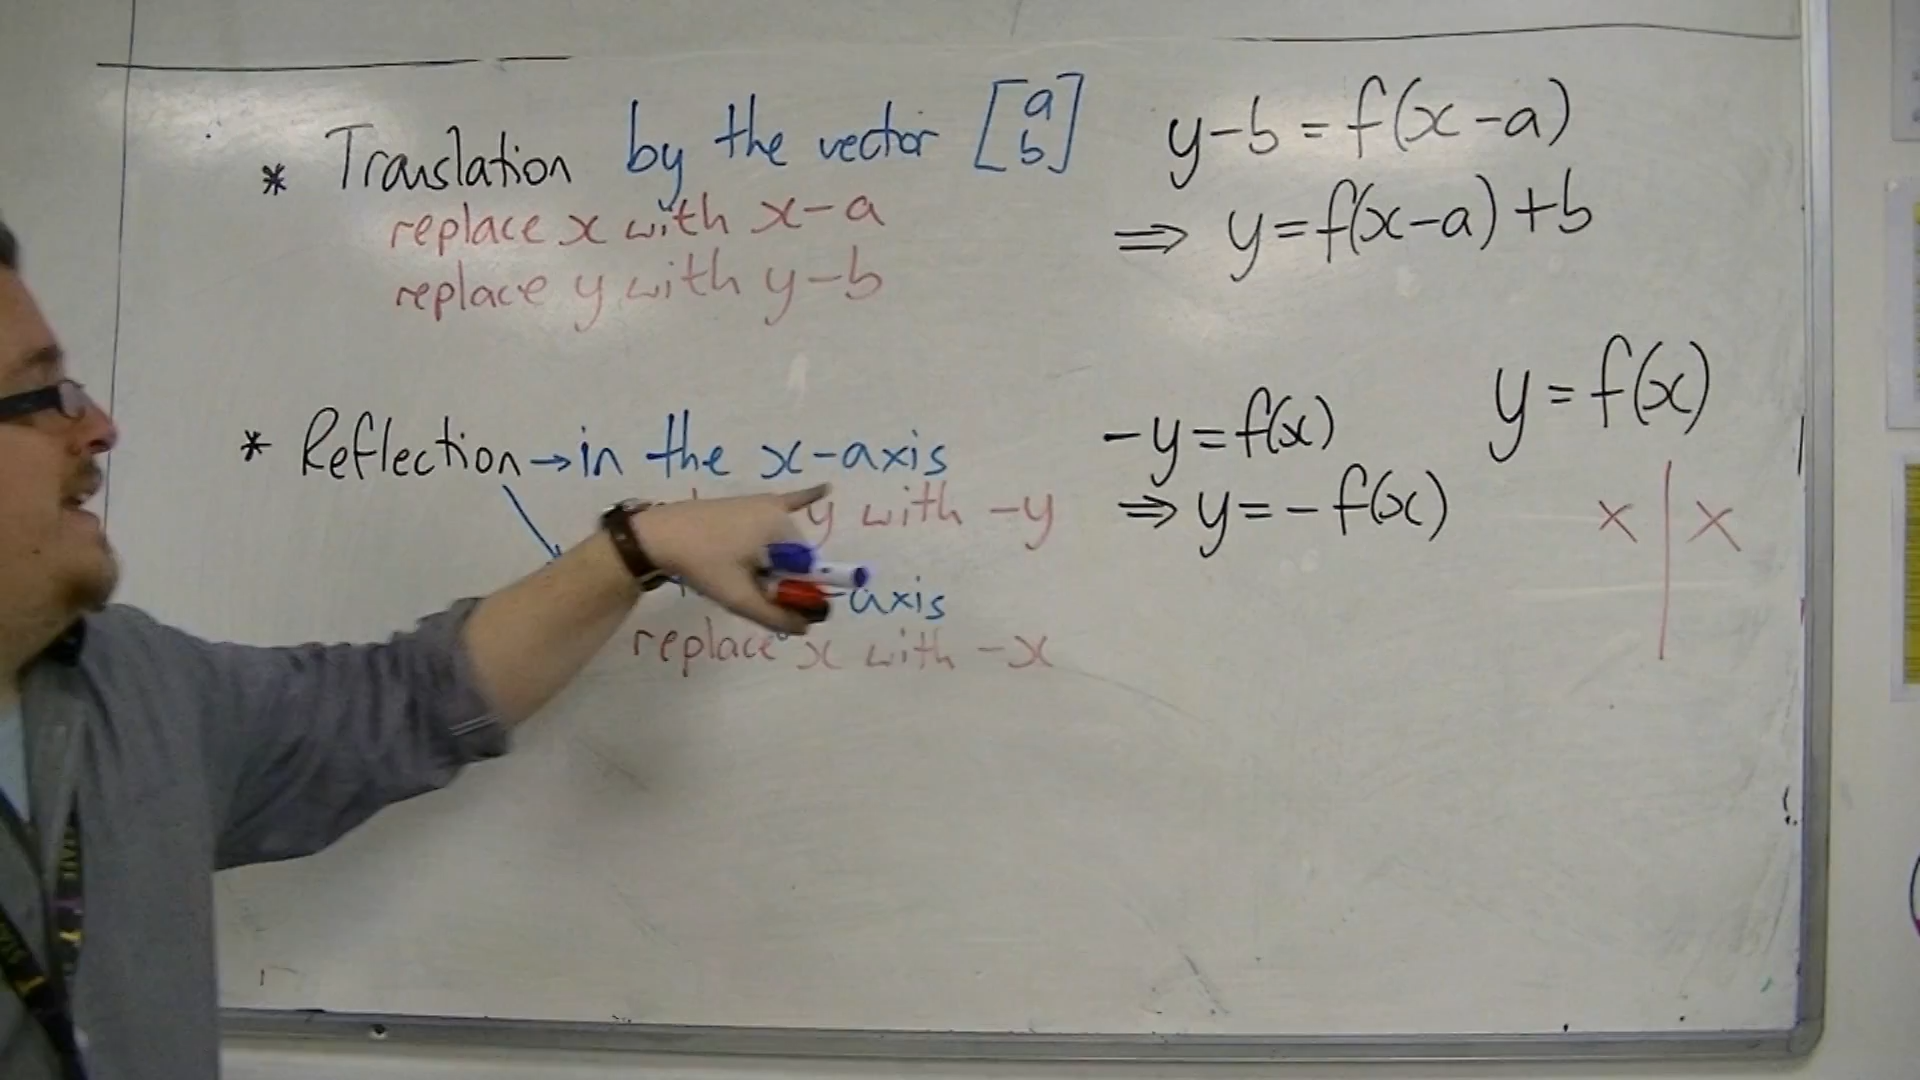 * Translation by the vector [a b]
replace x with x-a
replace y with y-b
y-b = f(x-a)
⇒ y=f(x-a)+b
* Reflection → in the x-axis
y with -y
-axis
replace x with -x
-y=f(x)
⇒ y=-f(x)
y=f(x)
x | x